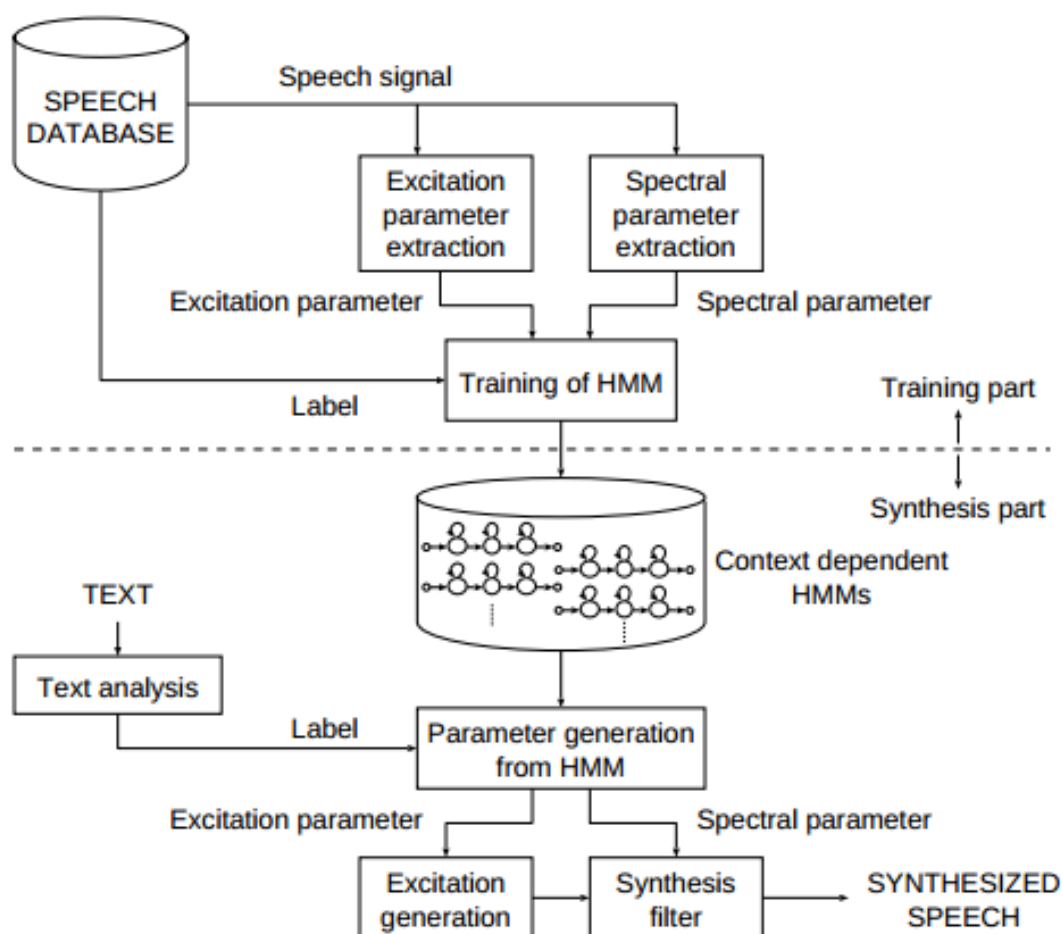 Speech signal
SPEECH
DATABASE
Excitation
parameter
extraction
Spectral
parameter
extraction
Excitation parameter
Spectral parameter
Training of HMM
Label
Training part
Synthesis part
Context dependent
HMMs
TEXT
Text analysis
Label
Parameter generation
from HMM
Excitation parameter
Spectral parameter
Excitation
generation
Synthesis
filter
SYNTHESIZED
SPEECH